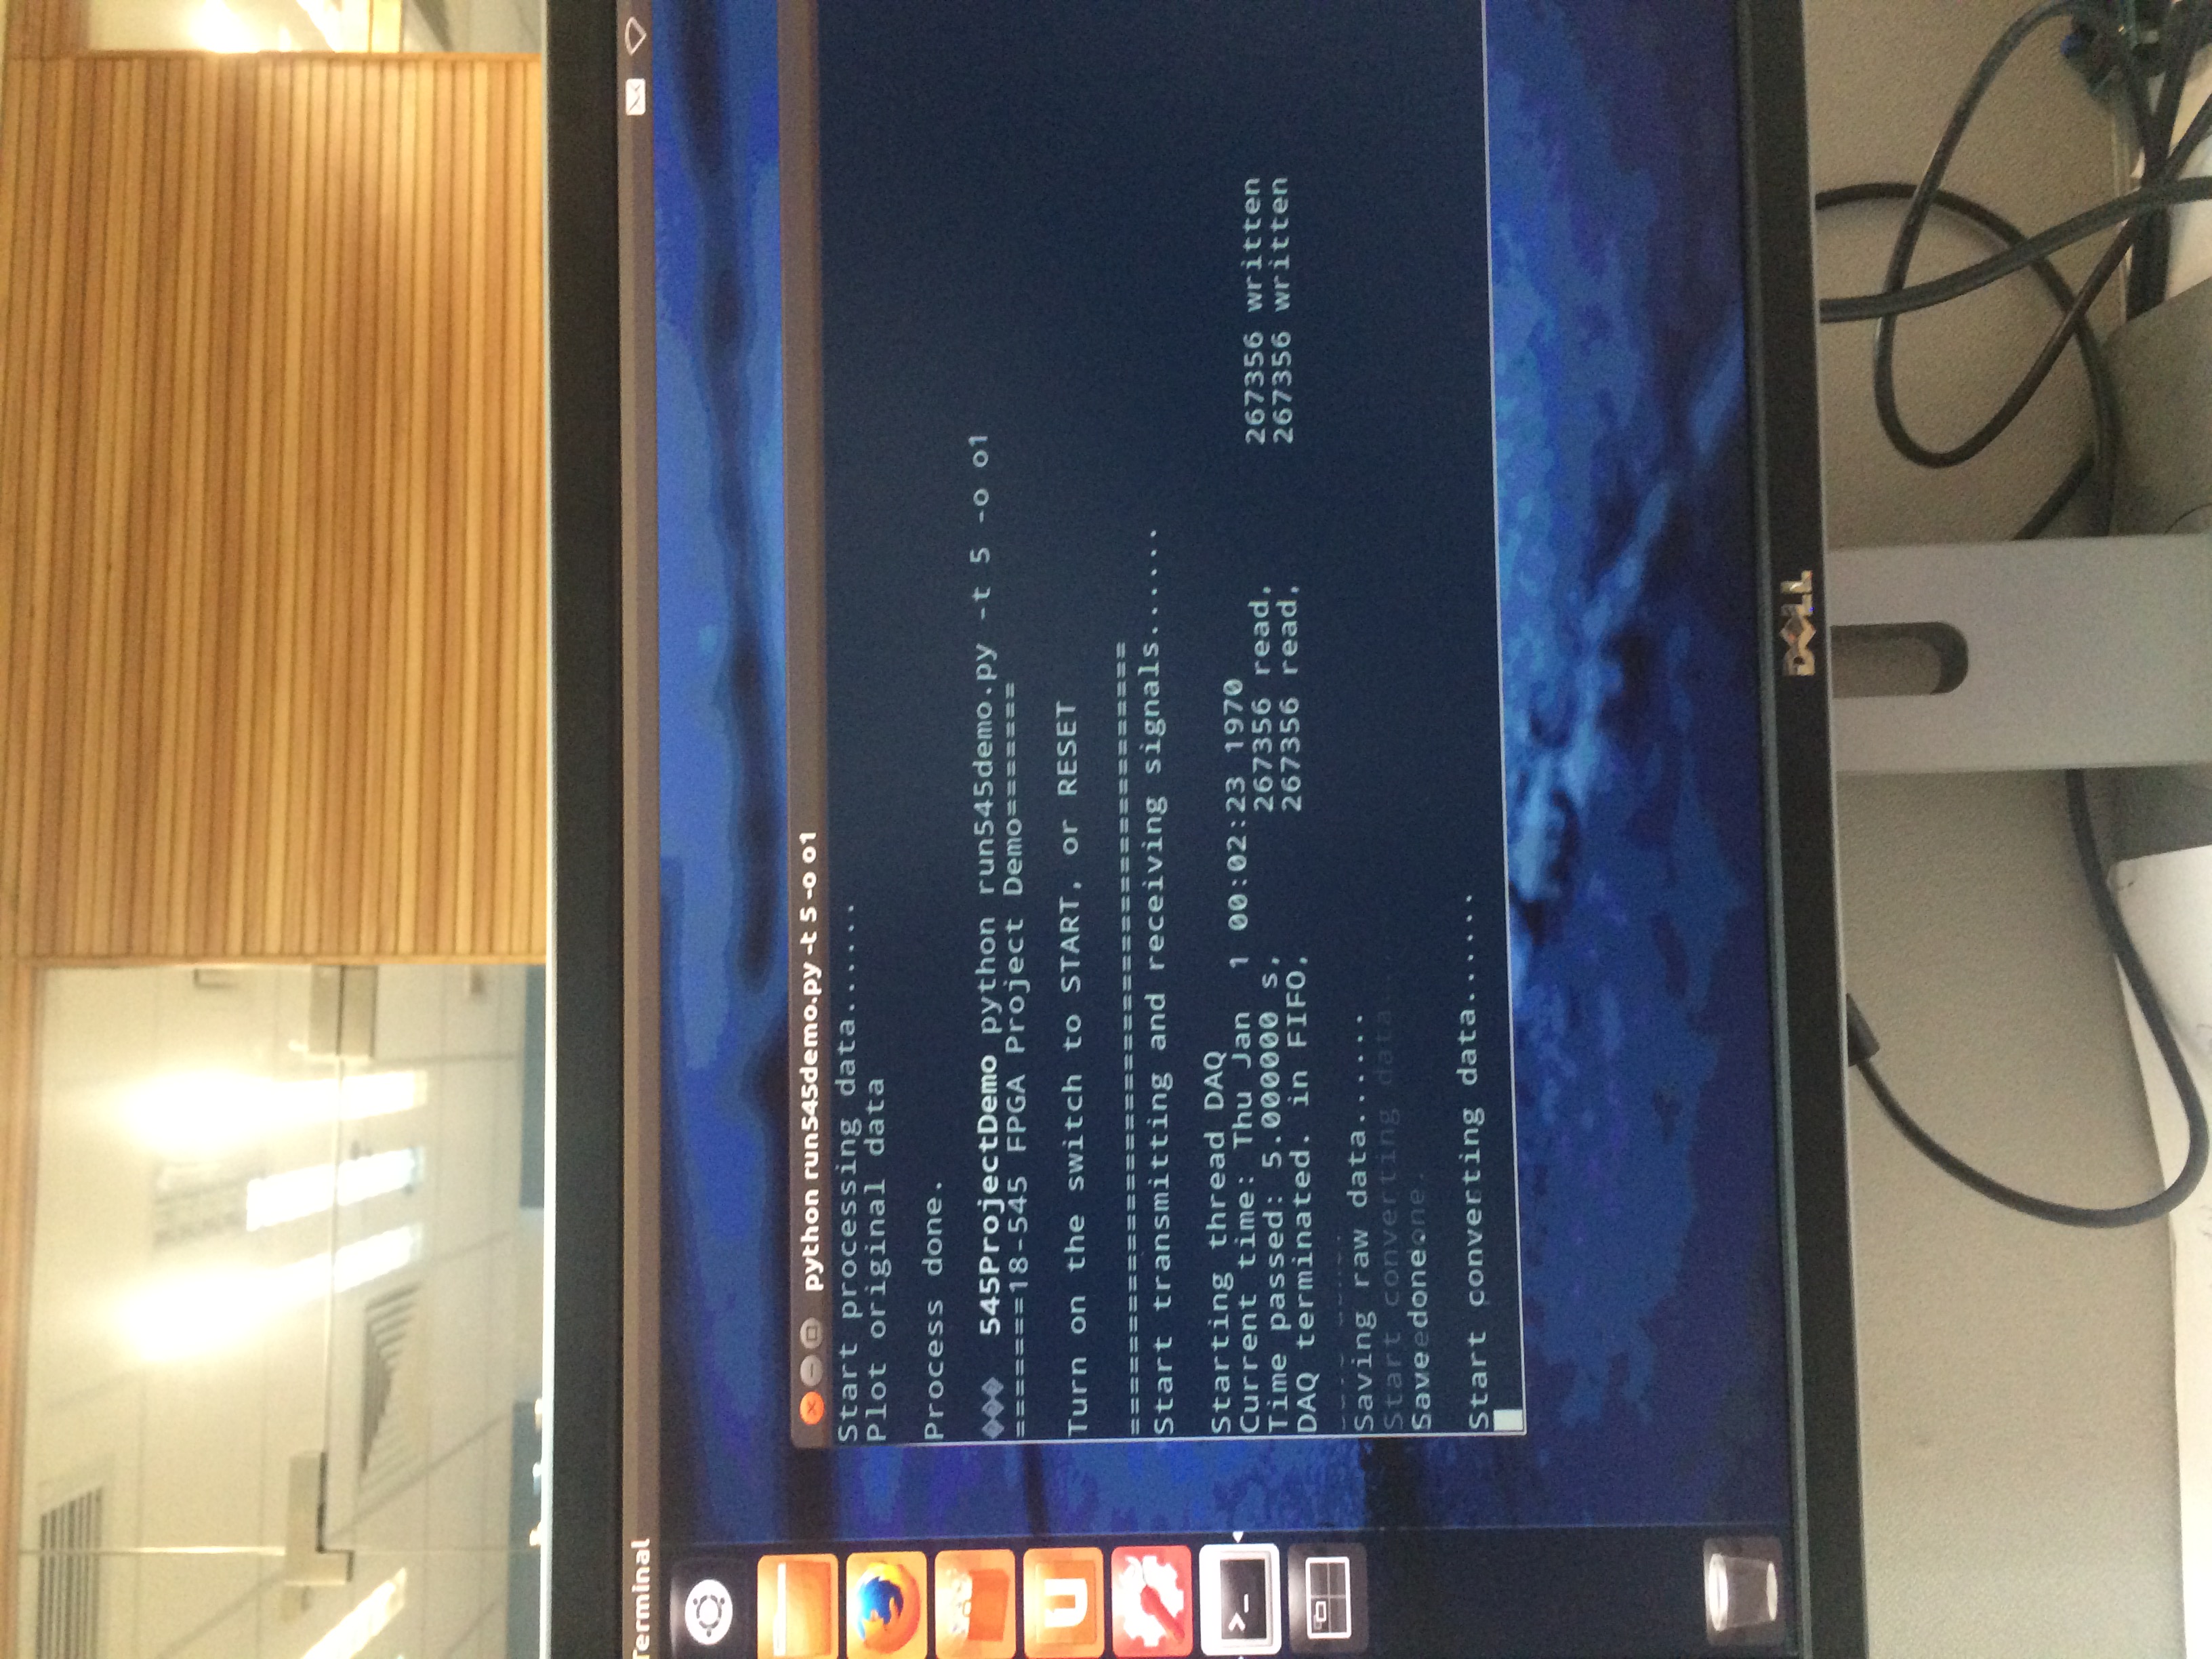 Terminal
python run545demo.py -t 5 -o o1
Start processing data......
Plot original data
Process done.
��� 545ProjectDemo python run545demo.py -t 5 -o o1
=======18-545 FPGA Project Demo=======
Turn on the switch to START, or RESET
=======================================
Start transmitting and receiving signals......
Starting thread DAQ
Current time: Thu Jan  1 00:02:23 1970
Time passed: 5.000000 s, 267356 read, 267356 written
DAQ terminated. in FIFO, 267356 read, 267356 written
Saving raw data......
Start converting data...
Save done.
Start converting data......
DELL